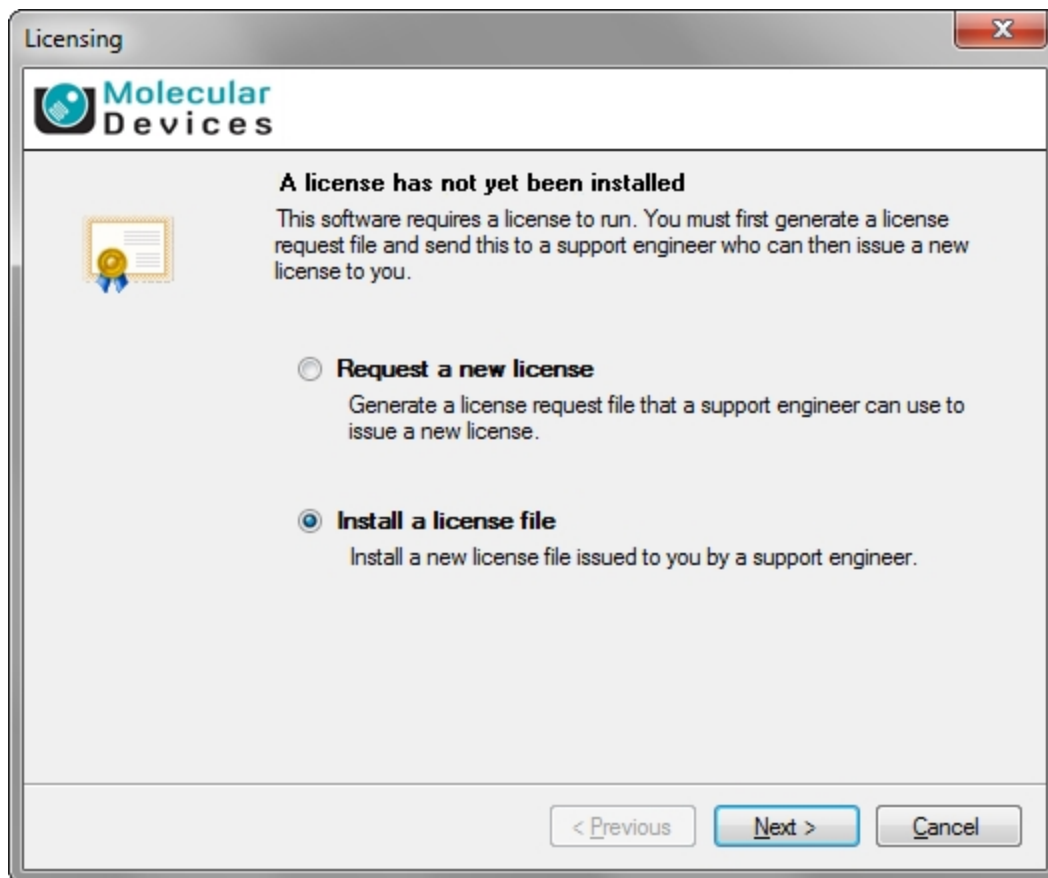 Licensing
Molecular
Devices
A license has not yet been installed
This software requires a license to run. You must first generate a license
request file and send this to a support engineer who can then issue a new
license to you.
Request a new license
Generate a license request file that a support engineer can use to
issue a new license.
Install a license file
Install a new license file issued to you by a support engineer.
< Previous
Next >
Cancel